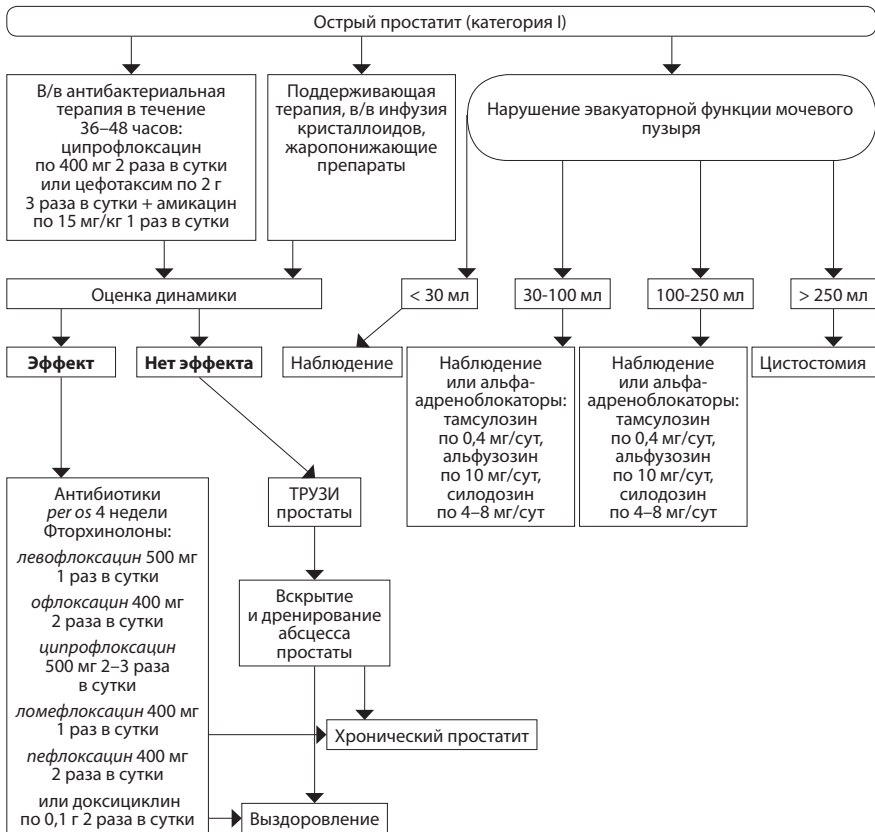 Острый простатит (категория I)
В/в антибактериальная
терапия в течение
36–48 часов:
ципрофлоксацин
по 400 мг 2 раза в сутки
или цефотаксим по 2 г
3 раза в сутки + амикацин
по 15 мг/кг 1 раз в сутки
Поддерживающая
терапия, в/в инфузия
кристаллоидов,
жаропонижающие
препараты
Нарушение эвакуаторной функции мочевого
пузыря
Оценка динамики
< 30 мл
30-100 мл
100-250 мл
> 250 мл
Эффект
Нет эффекта
Наблюдение
Наблюдение
или альфа-
адреноблокаторы:
тамсулозин
по 0,4 мг/сут,
альфузозин
по 10 мг/сут,
силодозин
по 4–8 мг/сут
Наблюдение
или альфа-
адреноблокаторы:
тамсулозин
по 0,4 мг/сут,
альфузозин
по 10 мг/сут,
силодозин
по 4–8 мг/сут
Цистостомия
Антибиотики
per os 4 недели
Фторхинолоны:
левофлоксацин 500 мг
1 раз в сутки
офлоксацин 400 мг
2 раза в сутки
ципрофлоксацин
500 мг 2–3 раза
в сутки
ломефлоксацин 400 мг
1 раз в сутки
пефлоксацин 400 мг
2 раза в сутки
или доксициклин
по 0,1 г 2 раза в сутки
ТРУЗИ
простаты
Вскрытие
и дренирование
абсцесса
простаты
Хронический простатит
Выздоровление